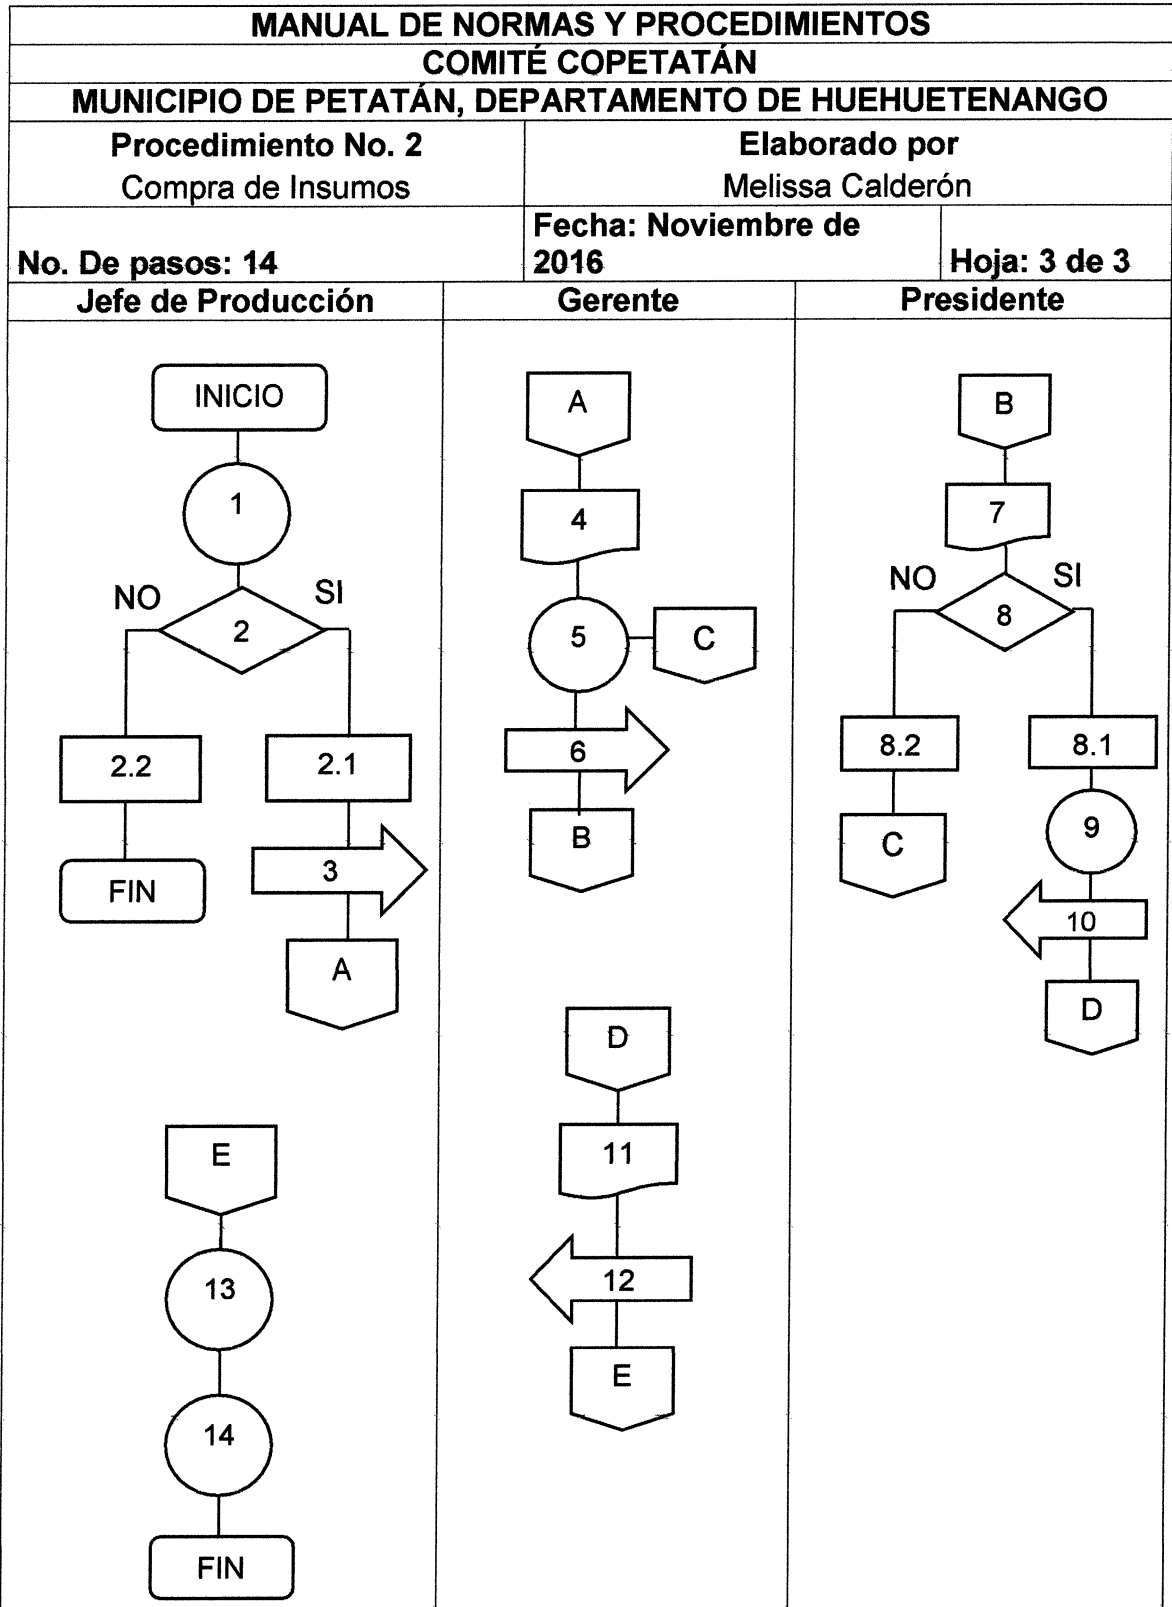 MANUAL DE NORMAS Y PROCEDIMIENTOS
COMITÉ COPETATÁN
MUNICIPIO DE PETATÁN, DEPARTAMENTO DE HUEHUETENANGO
Procedimiento No. 2
Compra de Insumos
Elaborado por
Melissa Calderón
No. De pasos: 14
Fecha: Noviembre de
2016
Hoja: 3 de 3
Jefe de Producción
Gerente
Presidente
INICIO
1
NO
SI
2
2.2
2.1
FIN
3
A
E
13
14
FIN
A
4
5
C
6
B
D
11
12
E
B
7
NO
SI
8
8.2
8.1
C
9
10
D